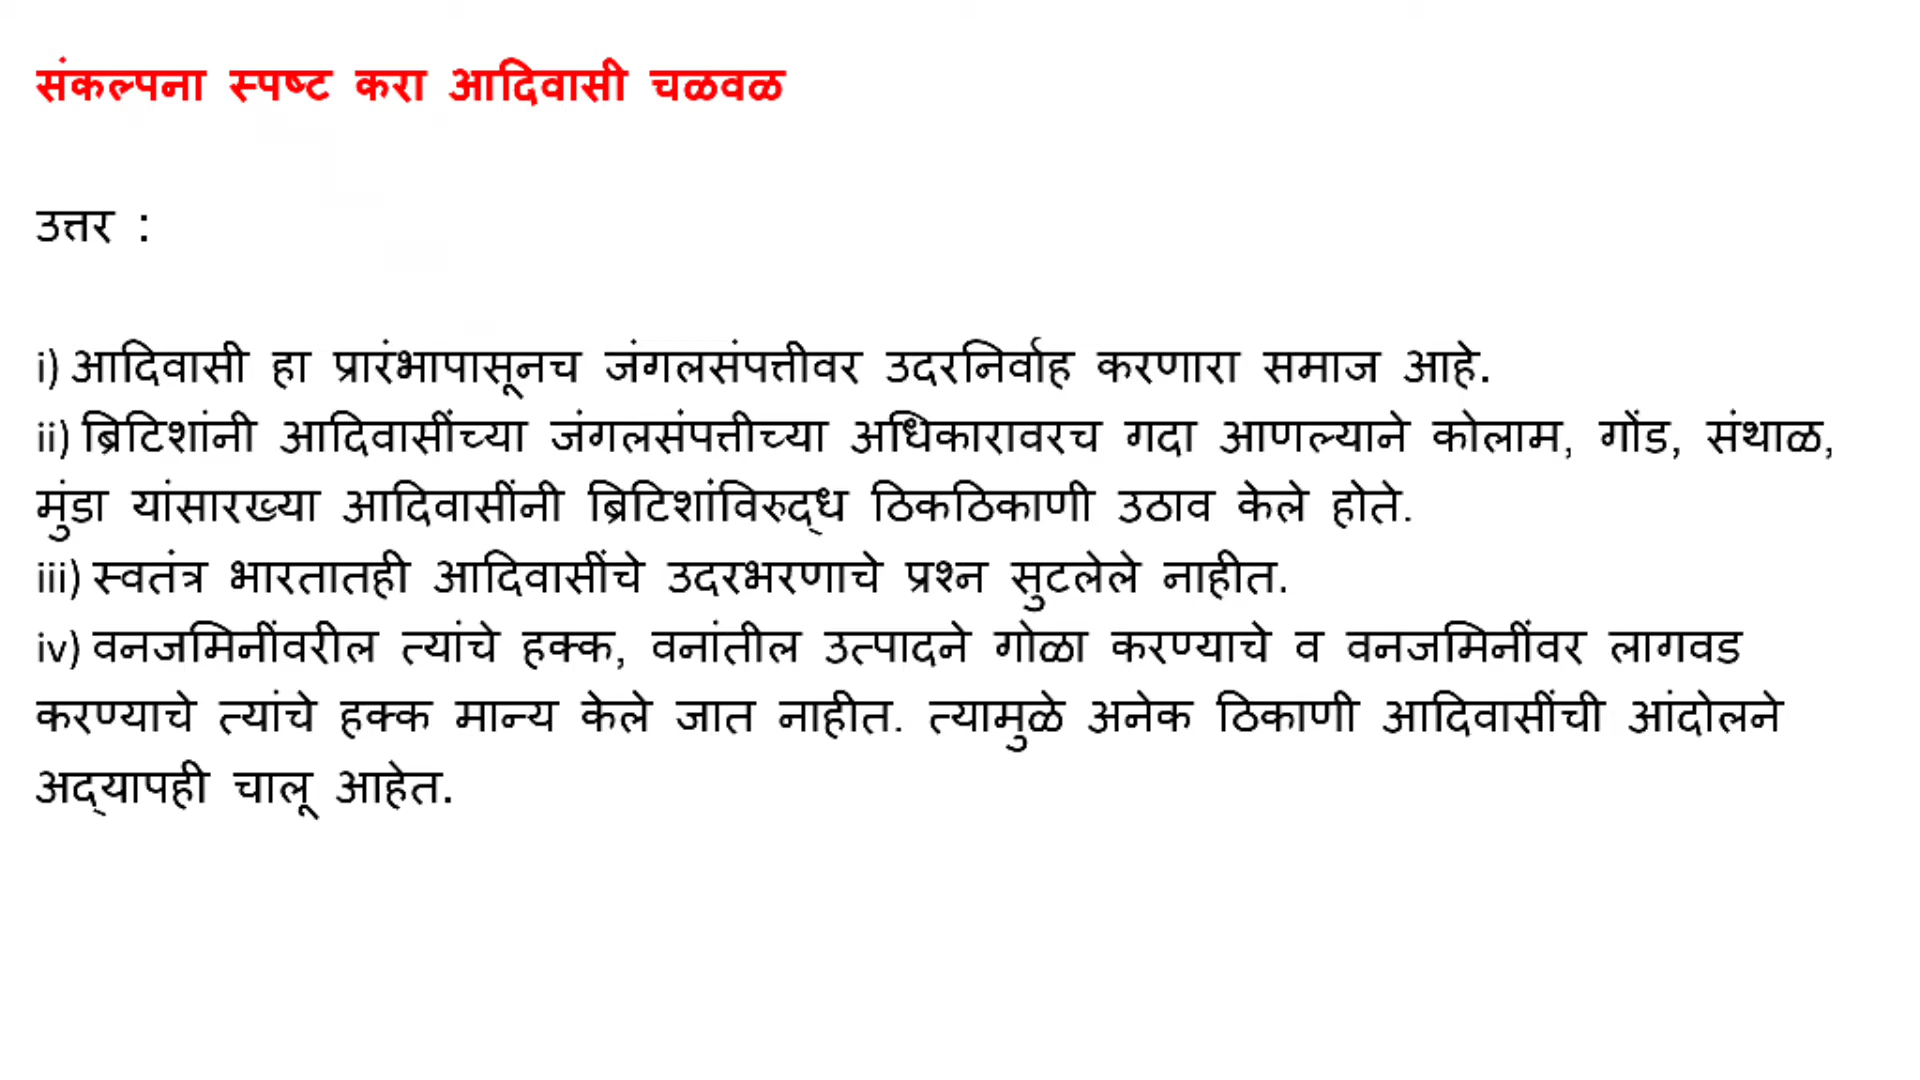 संकल्पना स्पष्ट करा आदिवासी चळवळ
उत्तर :
i) आदिवासी हा प्रारंभापासूनच जंगलसंपत्तीवर उदरनिर्वाह करणारा समाज आहे.
ii) ब्रिटिशांनी आदिवासींच्या जंगलसंपत्तीच्या अधिकारावरच गदा आणल्याने कोलाम, गोंड, संथाळ,
मुंडा यांसारख्या आदिवासींनी ब्रिटिशांविरुद्ध ठिकठिकाणी उठाव केले होते.
iii) स्वतंत्र भारतातही आदिवासींचे उदरभरणाचे प्रश्न सुटलेले नाहीत.
iv) वनजमिनींवरील त्यांचे हक्क, वनांतील उत्पादने गोळा करण्याचे व वनजमिनींवर लागवड
करण्याचे त्यांचे हक्क मान्य केले जात नाहीत. त्यामुळे अनेक ठिकाणी आदिवासींची आंदोलने
अद्यापही चालू आहेत.